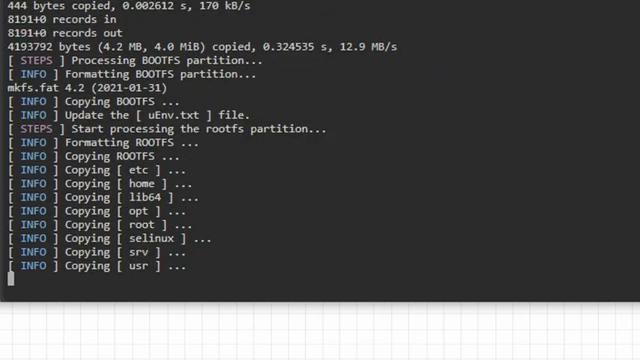 444 bytes copied, 0.002612 s, 170 kB/s
8191+0 records in
8191+0 records out
4193792 bytes (4.2 MB, 4.0 MiB) copied, 0.324535 s, 12.9 MB/s
[ STEPS ] Processing BOOTFS partition...
[ INFO ] Formatting BOOTFS partition...
mkfs.fat 4.2 (2021-01-31)
[ INFO ] Copying BOOTFS ...
[ INFO ] Update the [ uEnv.txt ] file.
[ STEPS ] Start processing the rootfs partition...
[ INFO ] Formatting ROOTFS ...
[ INFO ] Copying ROOTFS ...
[ INFO ] Copying [ etc ] ...
[ INFO ] Copying [ home ] ...
[ INFO ] Copying [ lib64 ] ...
[ INFO ] Copying [ opt ] ...
[ INFO ] Copying [ root ] ...
[ INFO ] Copying [ selinux ] ...
[ INFO ] Copying [ srv ] ...
[ INFO ] Copying [ usr ] ...